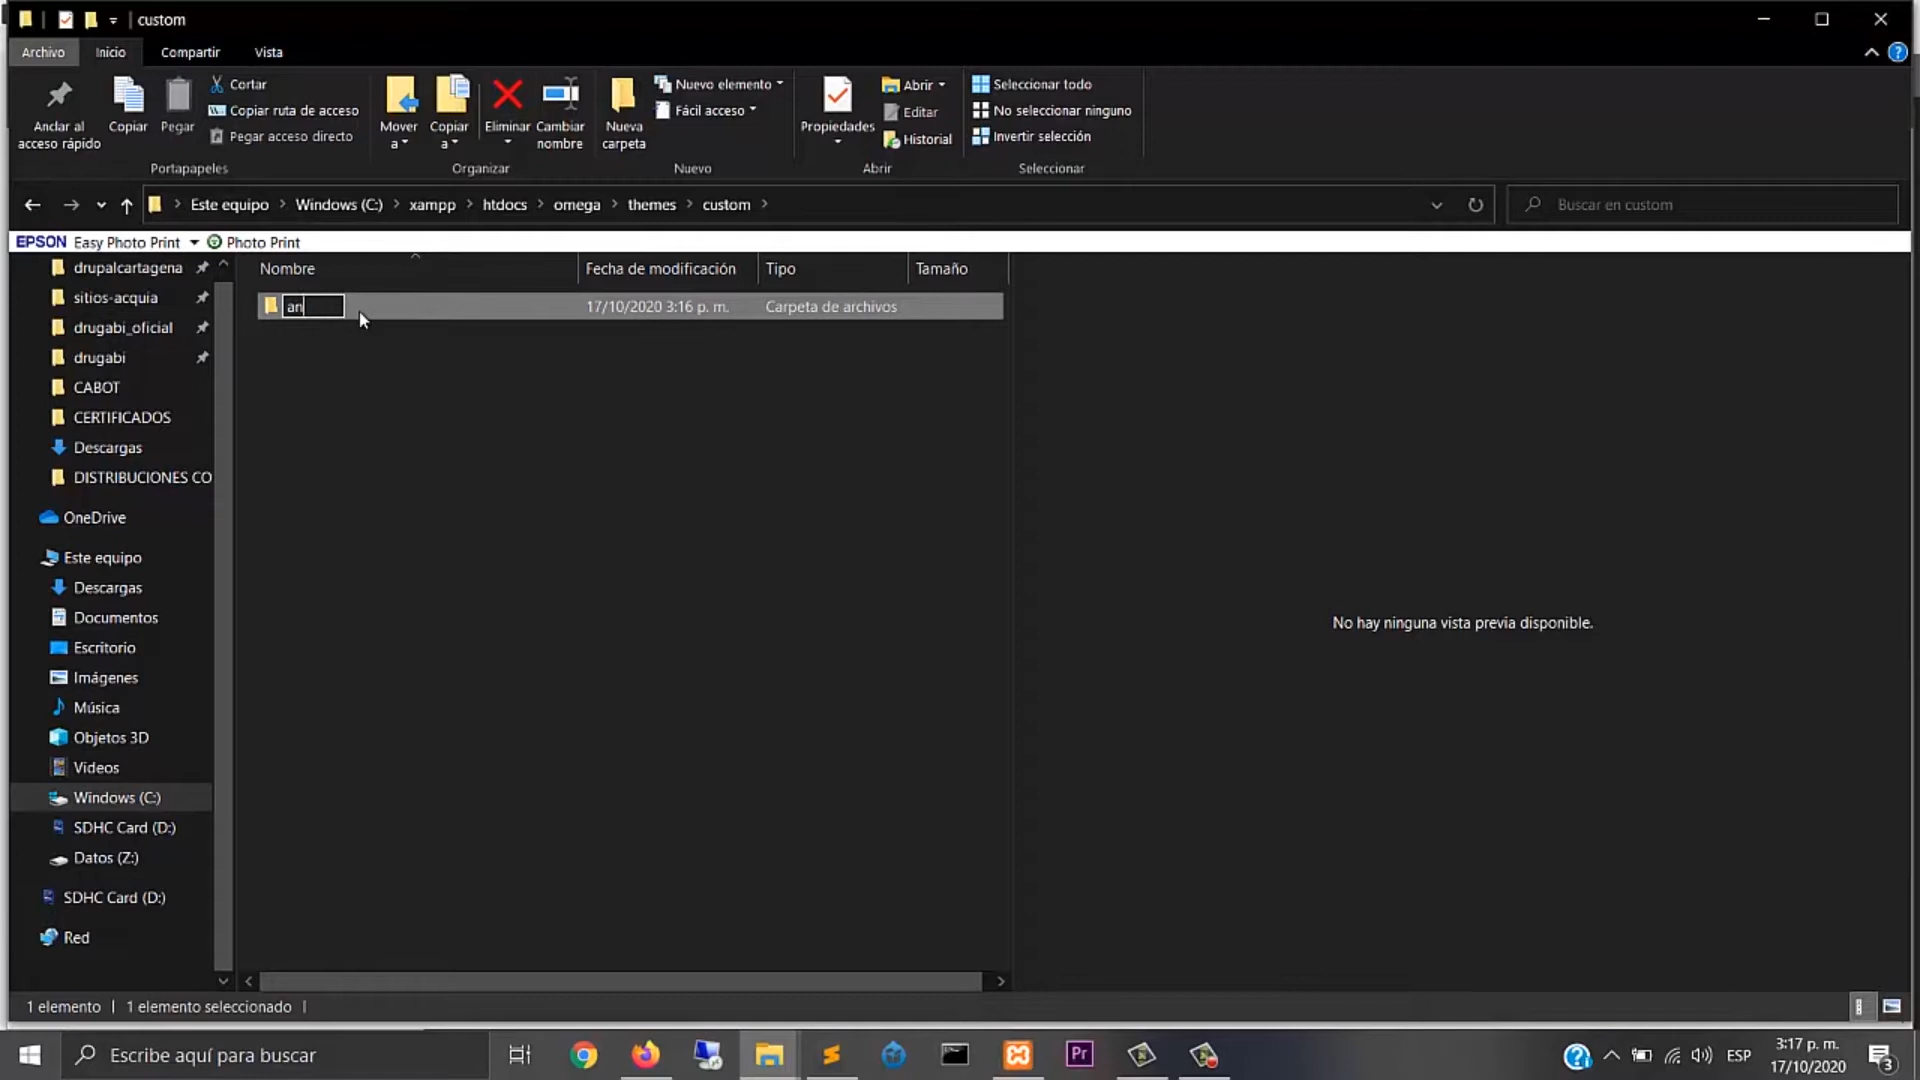 custom
Archivo Inicio Compartir Vista
Anclar al acceso rápido
Copiar
Pegar
Cortar
Copiar ruta de acceso
Pegar acceso directo
Portapapeles
Mover a
Copiar a
Eliminar
Cambiar nombre
Organizar
Nueva carpeta
Nuevo elemento
Fácil acceso
Nuevo
Propiedades
Abrir
Editar
Historial
Abrir
Seleccionar todo
No seleccionar ninguno
Invertir selección
Seleccionar
Este equipo > Windows (C:) > xampp > htdocs > omega > themes > custom >
Buscar en custom
EPSON Easy Photo Print Photo Print
drupalcartagena
sitios-acquia
drugabi_oficial
drugabi
CABOT
CERTIFICADOS
Descargas
DISTRIBUCIONES CO
OneDrive
Este equipo
Descargas
Documentos
Escritorio
Imágenes
Música
Objetos 3D
Videos
Windows (C:)
SDHC Card (D:)
Datos (Z:)
SDHC Card (D:)
Red
Nombre Fecha de modificación Tipo Tamaño
an 17/10/2020 3:16 p. m. Carpeta de archivos
No hay ninguna vista previa disponible.
1 elemento | 1 elemento seleccionado |
Escribe aquí para buscar
Pr
ESP
3:17 p. m.
17/10/2020
3